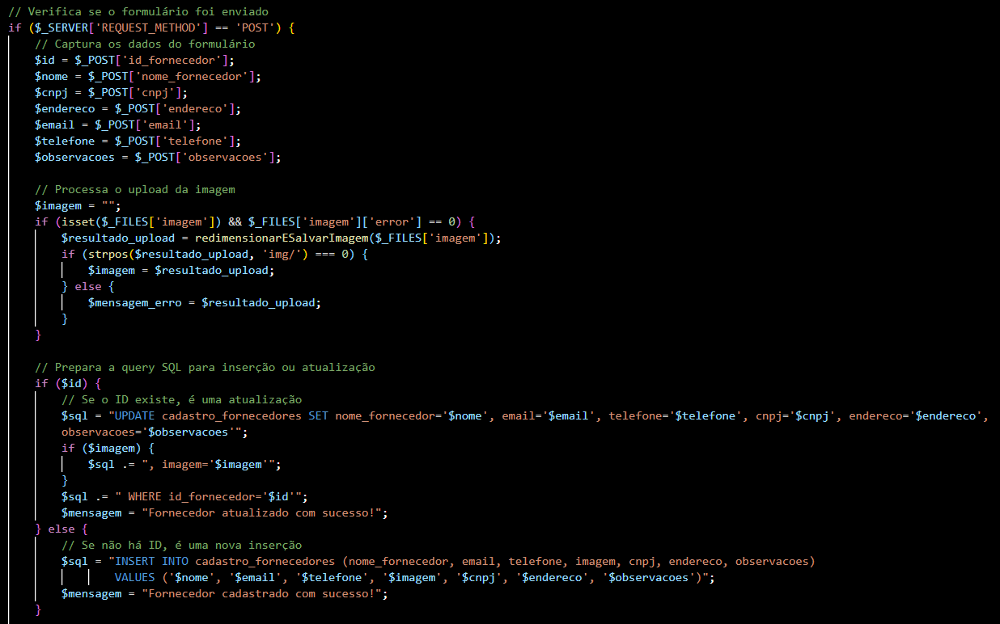 // Verifica se o formulário foi enviado
if ($_SERVER['REQUEST_METHOD'] == 'POST') {
    // Captura os dados do formulário
    $id = $_POST['id_fornecedor'];
    $nome = $_POST['nome_fornecedor'];
    $cnpj = $_POST['cnpj'];
    $endereco = $_POST['endereco'];
    $email = $_POST['email'];
    $telefone = $_POST['telefone'];
    $observacoes = $_POST['observacoes'];

    // Processa o upload da imagem
    $imagem = "";
    if (isset($_FILES['imagem']) && $_FILES['imagem']['error'] == 0) {
        $resultado_upload = redimensionarESalvarImagem($_FILES['imagem']);
        if (strpos($resultado_upload, 'img/') === 0) {
            $imagem = $resultado_upload;
        } else {
            $mensagem_erro = $resultado_upload;
        }
    }

    // Prepara a query SQL para inserção ou atualização
    if ($id) {
        // Se o ID existe, é uma atualização
        $sql = "UPDATE cadastro_fornecedores SET nome_fornecedor='$nome', email='$email', telefone='$telefone', cnpj='$cnpj', endereco='$endereco',
        observacoes='$observacoes'";
        if ($imagem) {
            $sql .= ", imagem='$imagem'";
        }
        $sql .= " WHERE id_fornecedor='$id'";
        $mensagem = "Fornecedor atualizado com sucesso!";
    } else {
        // Se não há ID, é uma nova inserção
        $sql = "INSERT INTO cadastro_fornecedores (nome_fornecedor, email, telefone, imagem, cnpj, endereco, observacoes)
                VALUES ('$nome', '$email', '$telefone', '$imagem', '$cnpj', '$endereco', '$observacoes')";
        $mensagem = "Fornecedor cadastrado com sucesso!";
    }